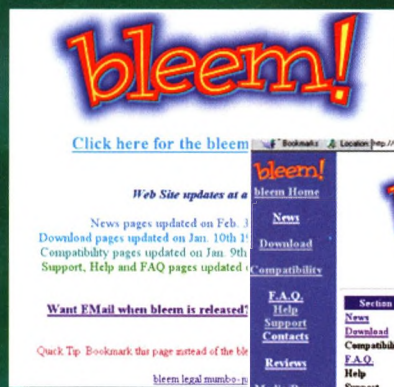 bleem!
Click here for the bleem
Web Site updates at a
News pages updated on Feb. 3
Download pages updated on Jan. 10th 19
Compatibility pages updated on Jan. 9th
Support, Help and FAQ pages updated
Want EMail when bleem is released?
Quick Tip: Bookmark this page instead of the ble
bleem legal mumbo-
Bookmarks Location: http://
bleem!
bleem Home
News
Download
Compatibility
F.A.Q.
Help
Support
Contacts
Reviews
Section
News
Download
Compatibili
F.A.Q.
Help